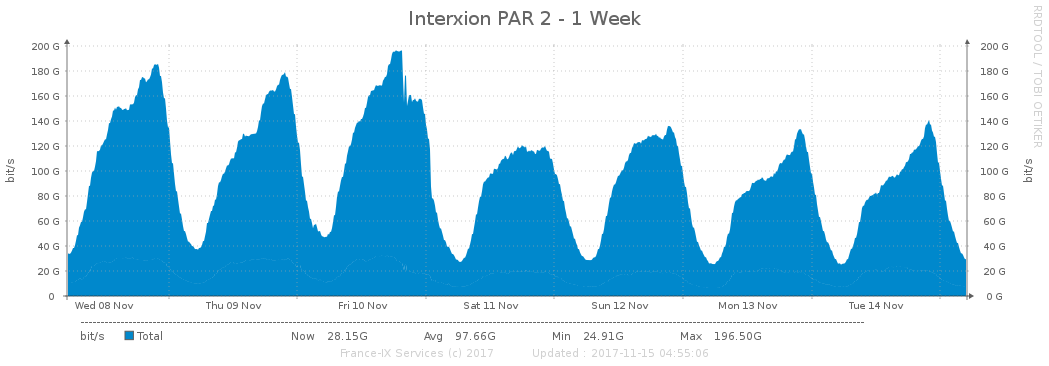 Interxion PAR 2 - 1 Week
RRDTOOL / TOBI OETIKER
200 G 200 G
180 G 180 G
160 G 160 G
140 G 140 G
120 G 120 G
100 G 100 G
80 G 80 G
60 G 60 G
40 G 40 G
20 G 20 G
0 0 G
bit/s bit/s
Wed 08 Nov Thu 09 Nov Fri 10 Nov Sat 11 Nov Sun 12 Nov Mon 13 Nov Tue 14 Nov
bit/s Total Now 28.15G Avg 97.66G Min 24.91G Max 196.50G
France-IX Services (c) 2017 Updated : 2017-11-15 04:55:06